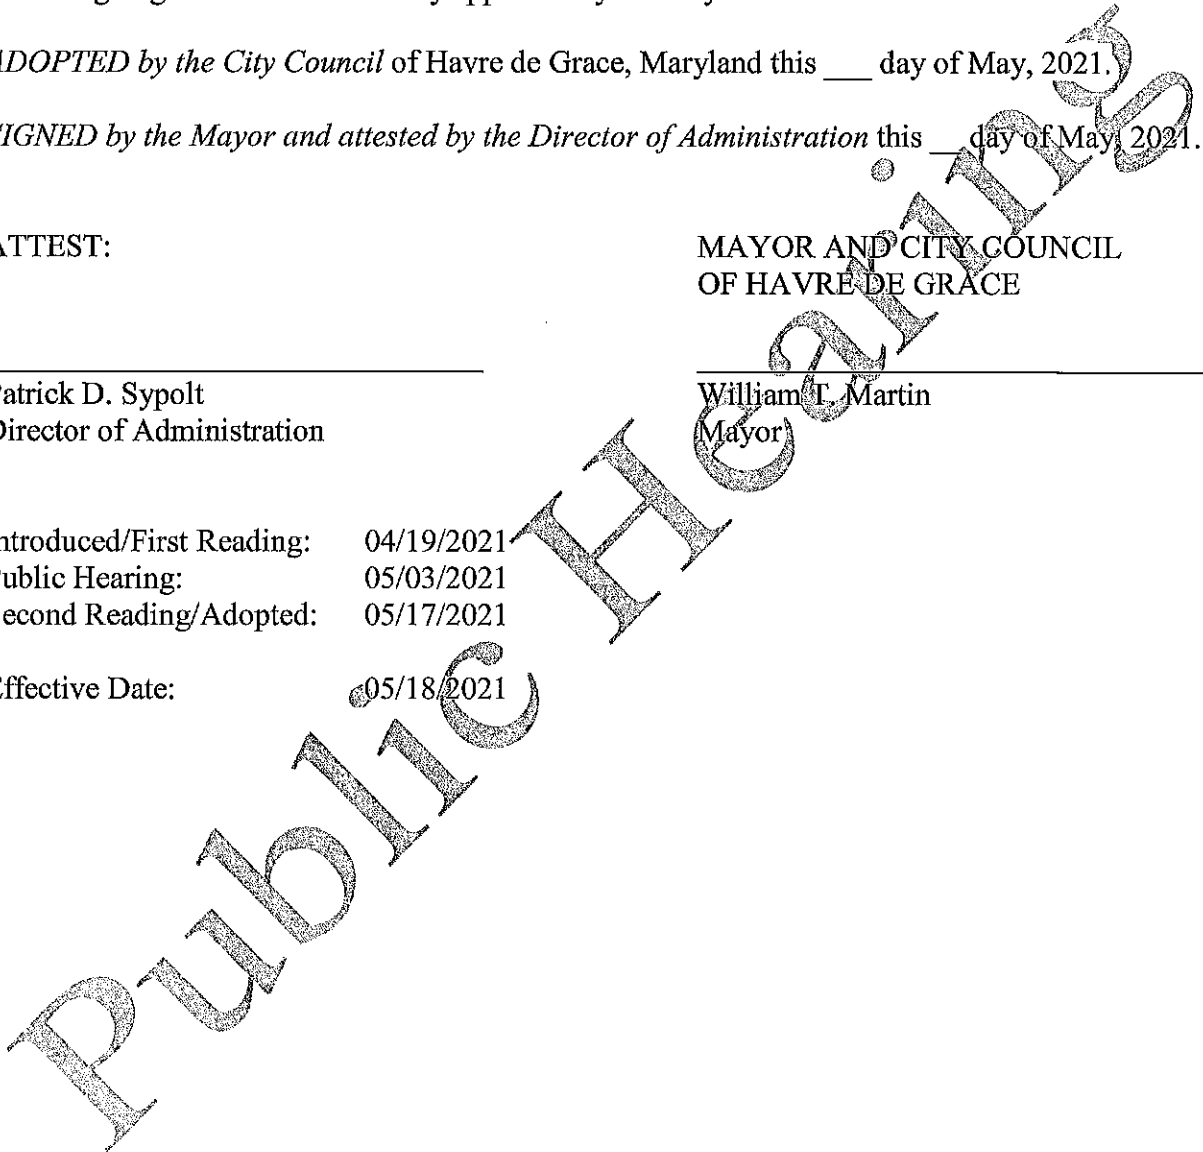 ADOPTED by the City Council of Havre de Grace, Maryland this ___ day of May, 2021.
SIGNED by the Mayor and attested by the Director of Administration this __ day of May, 2021.
ATTEST:
MAYOR AND CITY COUNCIL
OF HAVRE DE GRACE
Patrick D. Sypolt
Director of Administration
William T. Martin
Mayor
Introduced/First Reading: 04/19/2021
Public Hearing: 05/03/2021
Second Reading/Adopted: 05/17/2021
Effective Date: 05/18/2021
Public Hearing